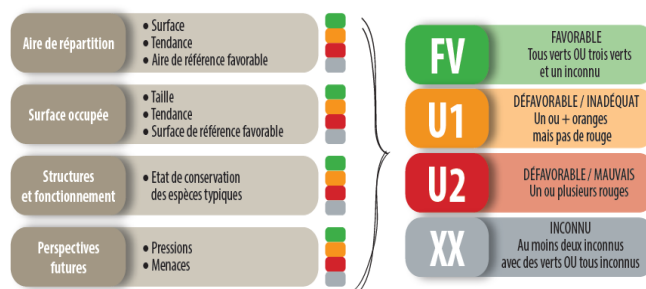 Aire de répartition
• Surface
• Tendance
• Aire de référence favorable
Surface occupée
• Taille
• Tendance
• Surface de référence favorable
Structures
et fonctionnement
• Etat de conservation
des espèces typiques
Perspectives
futures
• Pressions
• Menaces
FV
FAVORABLE
Tous verts OU trois verts
et un inconnu
U1
DÉFAVORABLE / INADÉQUAT
Un ou + oranges
mais pas de rouge
U2
DÉFAVORABLE / MAUVAIS
Un ou plusieurs rouges
XX
INCONNU
Au moins deux inconnus
avec des verts OU tous inconnus